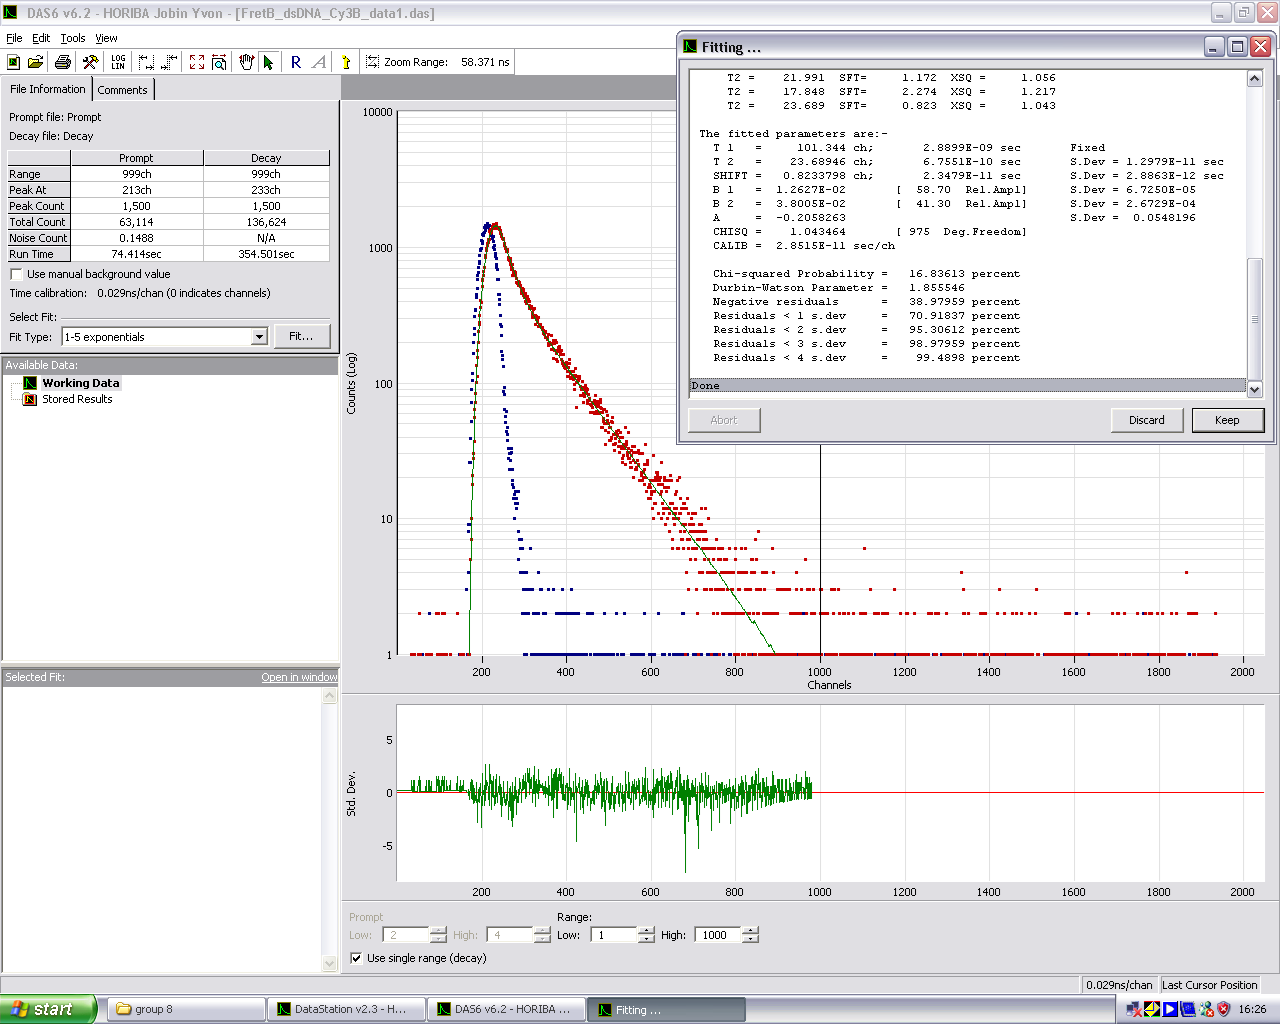 DAS6 v6.2 - HORIBA Jobin Yvon - [FretB_dsDNA_Cy3B_data1.das]
File Edit Tools View
LOG LIN R A Zoom Range: 58.371 ns
File Information Comments
Prompt file: Prompt
Decay file: Decay
Prompt Decay
Range 999ch 999ch
Peak At 213ch 233ch
Peak Count 1,500 1,500
Total Count 63,114 136,624
Noise Count 0.1488 N/A
Run Time 74.414sec 354.501sec
Use manual background value
Time calibration: 0.029ns/chan (0 indicates channels)
Select Fit:
Fit Type: 1-5 exponentials Fit...
Available Data:
Working Data
Stored Results
Selected Fit: Open in window
Fitting ...
T2 = 21.991 SFT= 1.172 XSQ = 1.056
T2 = 17.848 SFT= 2.274 XSQ = 1.217
T2 = 23.689 SFT= 0.823 XSQ = 1.043
The fitted parameters are:-
T 1 = 101.344 ch; 2.8899E-09 sec Fixed
T 2 = 23.68946 ch; 6.7551E-10 sec S.Dev = 1.2979E-11 sec
SHIFT = 0.8233798 ch; 2.3479E-11 sec S.Dev = 2.8863E-12 sec
B 1 = 1.2627E-02 [ 58.70 Rel.Ampl] S.Dev = 6.7250E-05
B 2 = 3.8005E-02 [ 41.30 Rel.Ampl] S.Dev = 2.6729E-04
A = -0.2058263 S.Dev = 0.0548196
CHISQ = 1.043464 [ 975 Deg.Freedom]
CALIB = 2.8515E-11 sec/ch
Chi-squared Probability = 16.83613 percent
Durbin-Watson Parameter = 1.855546
Negative residuals = 38.97959 percent
Residuals < 1 s.dev = 70.91837 percent
Residuals < 2 s.dev = 95.30612 percent
Residuals < 3 s.dev = 98.97959 percent
Residuals < 4 s.dev = 99.4898 percent
Done
Abort Discard Keep
10000
1000
100
10
1
Counts (Log)
200 400 600 800 1000 1200 1400 1600 1800 2000
Channels
5
0
-5
Std. Dev.
200 400 600 800 1000 1200 1400 1600 1800 2000
Prompt Range:
Low: 2 High: 4 Low: 1 High: 1000
Use single range (decay)
0.029ns/chan Last Cursor Position
start group 8 DataStation v2.3 - H... DAS6 v6.2 - HORIBA ... Fitting ... 16:26